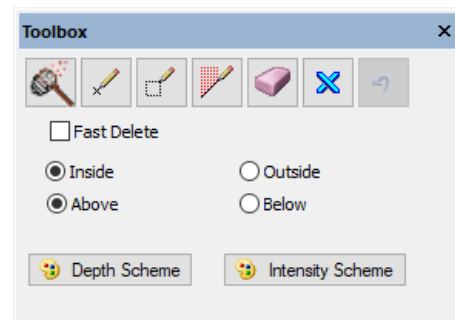 Toolbox
Fast Delete
Inside Outside
Above Below
Depth Scheme Intensity Scheme